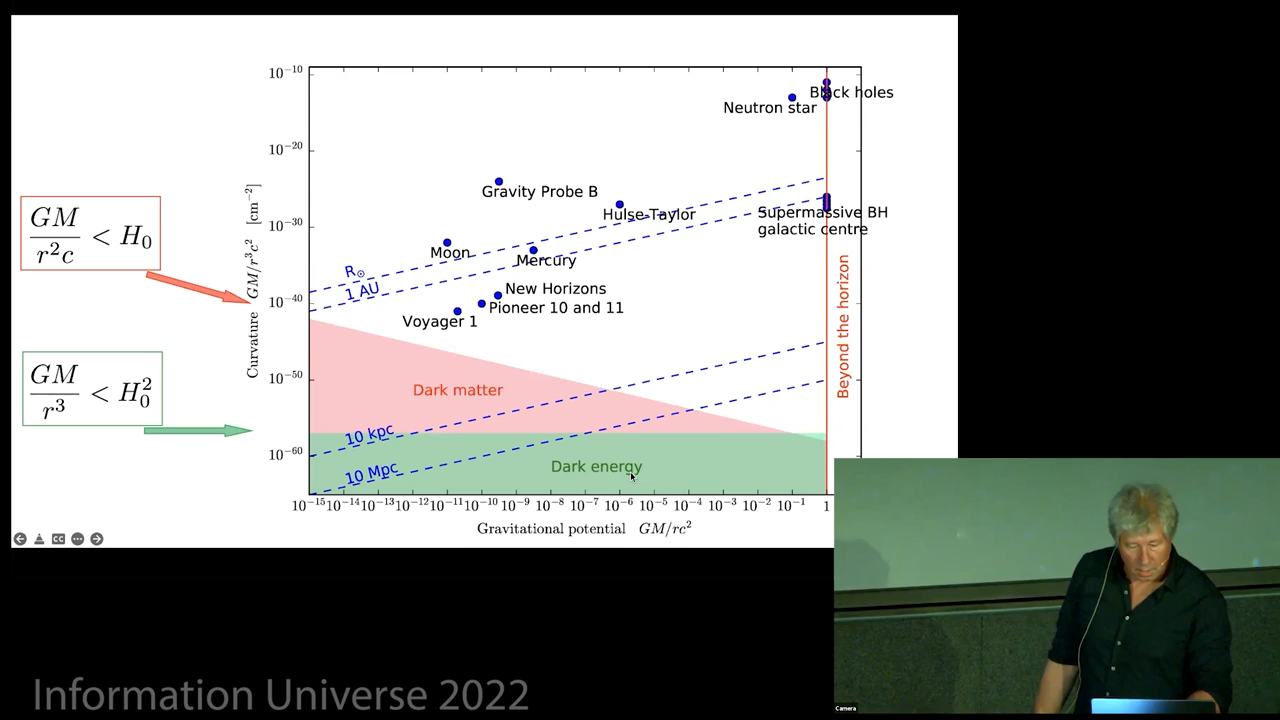 10⁻¹⁰
Black holes
Neutron star
10⁻²⁰
Gravity Probe B
Hulse-Taylor
Supermassive BH
galactic centre
10⁻³⁰
Moon
Mercury
R☉
1 AU
New Horizons
Pioneer 10 and 11
Voyager 1
10⁻⁴⁰
GM/r²c < H₀
Curvature GM/r³c² [cm⁻²]
Beyond the horizon
GM/r³ < H₀²
10⁻⁵⁰
Dark matter
10 kpc
10⁻⁶⁰
10 Mpc
Dark energy
10⁻¹⁵ 10⁻¹⁴ 10⁻¹³ 10⁻¹² 10⁻¹¹ 10⁻¹⁰ 10⁻⁹ 10⁻⁸ 10⁻⁷ 10⁻⁶ 10⁻⁵ 10⁻⁴ 10⁻³ 10⁻² 10⁻¹ 1
Gravitational potential GM/rc²
CC
Camera
Information Universe 2022